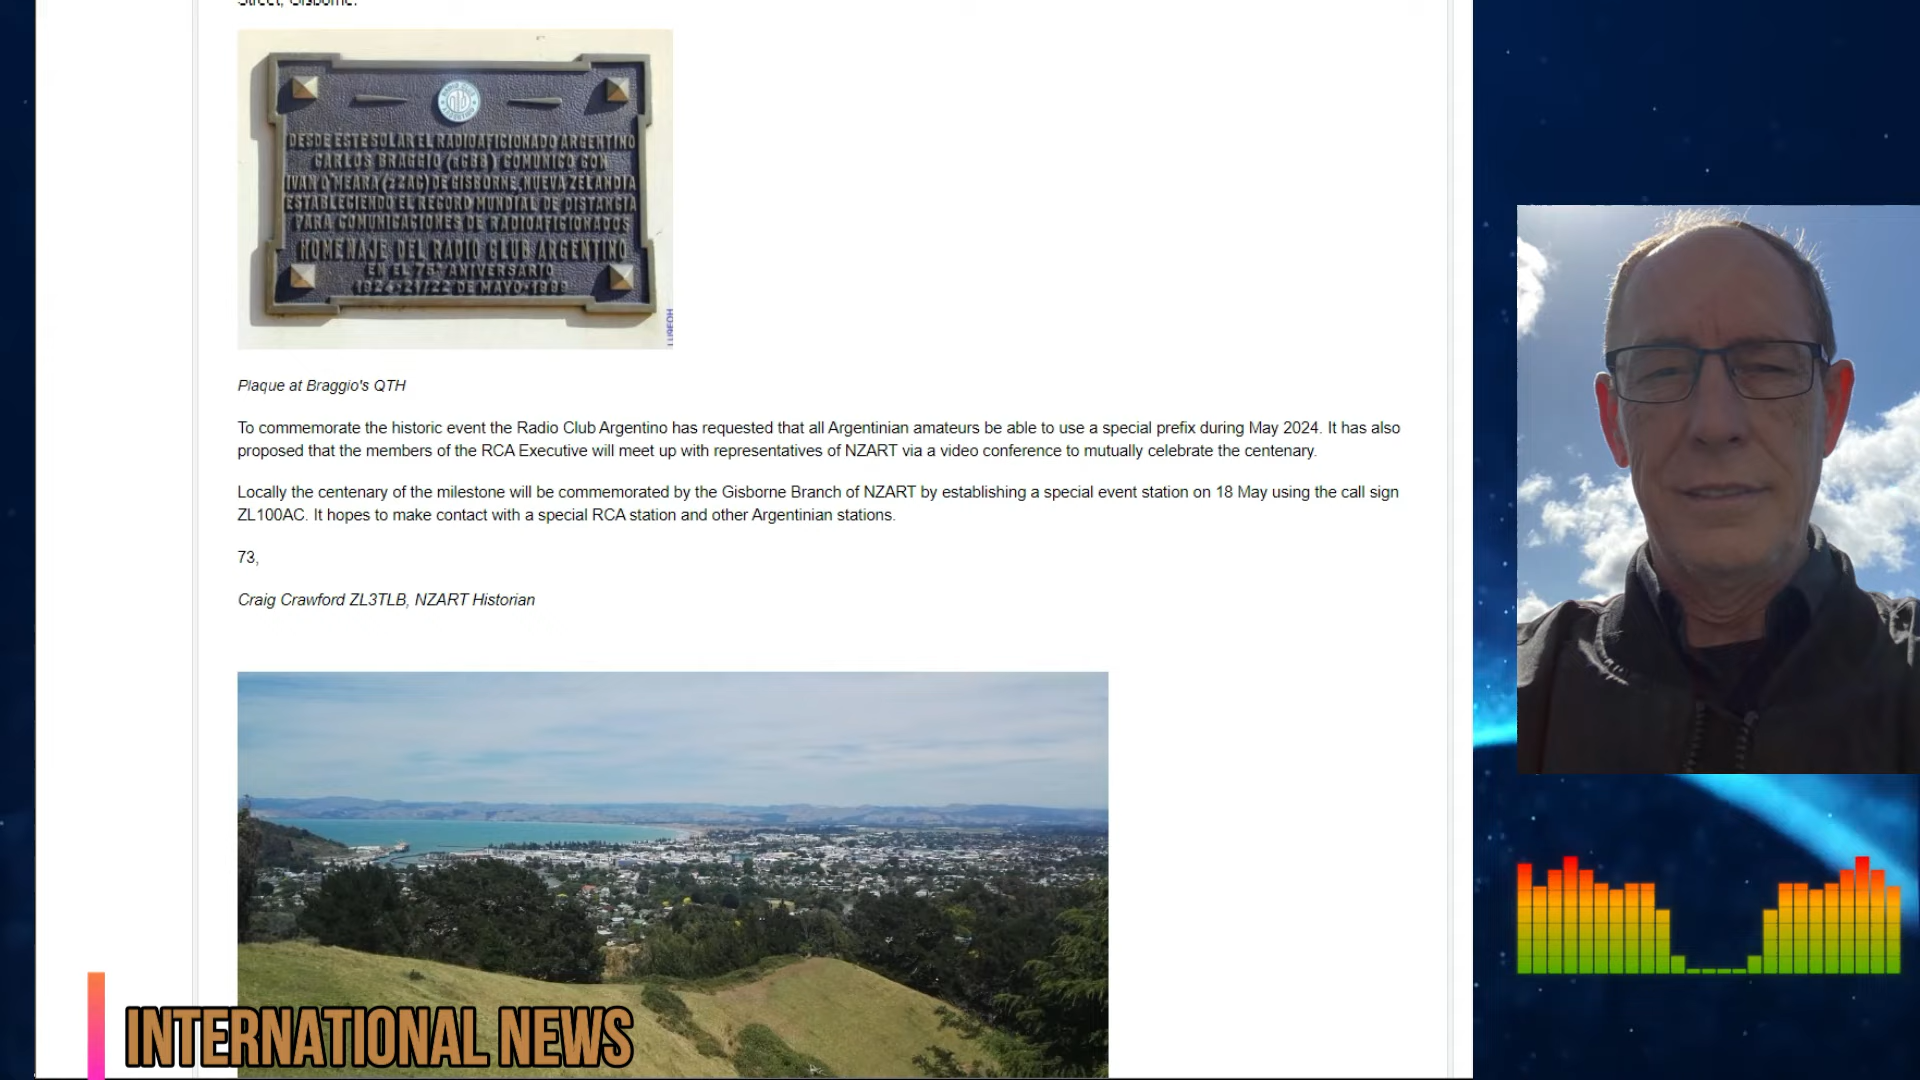 Street, Gisborne.
DESDE ESTE SOLAR EL RADIOAFICIONADO ARGENTINO
CARLOS BRAGGIO (rCB8) COMUNICO CON
IVAN O'MEARA (Z2AC) DE GISBORNE, NUEVA ZELANDIA
ESTABLECIENDO EL RECORD MUNDIAL DE DISTANCIA
PARA COMUNICACIONES DE RADIOAFICIONADOS
HOMENAJE DEL RADIO CLUB ARGENTINO
EN EL 75º ANIVERSARIO
1924-21/22 DE MAYO-1999
Plaque at Braggio's QTH
To commemorate the historic event the Radio Club Argentino has requested that all Argentinian amateurs be able to use a special prefix during May 2024. It has also
proposed that the members of the RCA Executive will meet up with representatives of NZART via a video conference to mutually celebrate the centenary.
Locally the centenary of the milestone will be commemorated by the Gisborne Branch of NZART by establishing a special event station on 18 May using the call sign
ZL100AC. It hopes to make contact with a special RCA station and other Argentinian stations.
73,
Craig Crawford ZL3TLB, NZART Historian
INTERNATIONAL NEWS